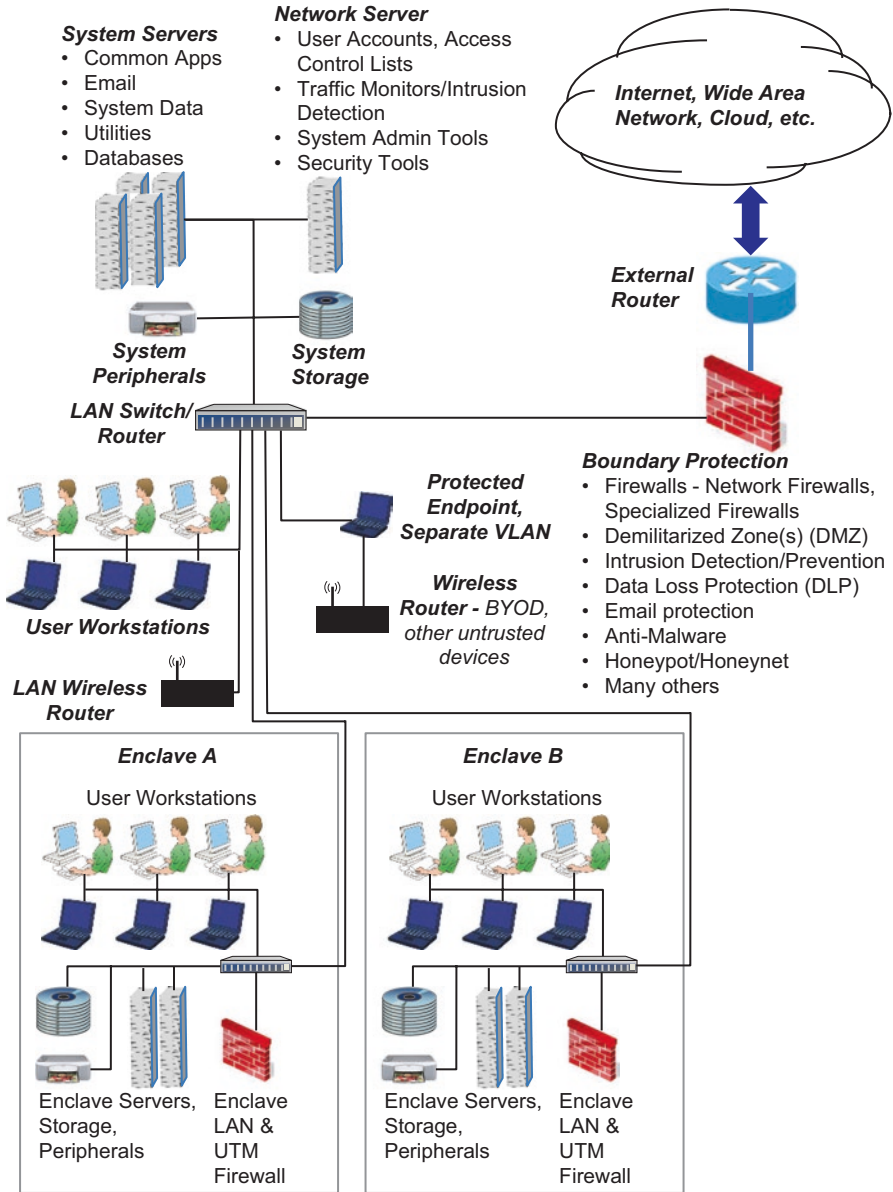 System Servers
• Common Apps
• Email
• System Data
• Utilities
• Databases
Network Server
• User Accounts, Access
Control Lists
• Traffic Monitors/Intrusion
Detection
• System Admin Tools
• Security Tools
Internet, Wide Area
Network, Cloud, etc.
External
Router
System
Peripherals
System
Storage
LAN Switch/
Router
Boundary Protection
• Firewalls - Network Firewalls,
Specialized Firewalls
• Demilitarized Zone(s) (DMZ)
• Intrusion Detection/Prevention
• Data Loss Protection (DLP)
• Email protection
• Anti-Malware
• Honeypot/Honeynet
• Many others
Protected
Endpoint,
Separate VLAN
Wireless
Router - BYOD,
other untrusted
devices
User Workstations
LAN Wireless
Router
Enclave A
User Workstations
Enclave Servers,
Storage,
Peripherals
Enclave
LAN &
UTM
Firewall
Enclave B
User Workstations
Enclave Servers,
Storage,
Peripherals
Enclave
LAN &
UTM
Firewall